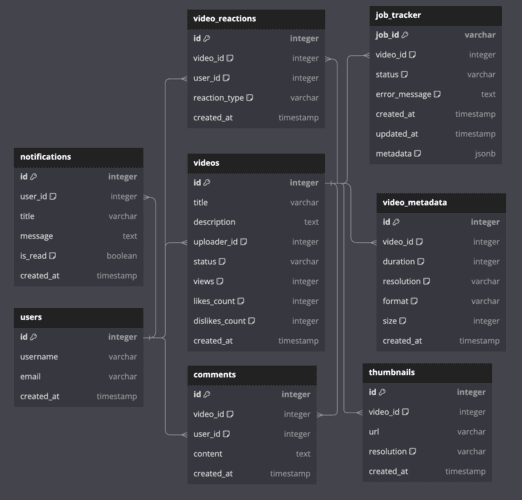 video_reactions
id integer
video_id integer
user_id integer
reaction_type varchar
created_at timestamp
job_tracker
job_id varchar
video_id integer
status varchar
error_message text
created_at timestamp
updated_at timestamp
metadata jsonb
notifications
id integer
user_id integer
title varchar
message text
is_read boolean
created_at timestamp
videos
id integer
title varchar
description text
uploader_id integer
status varchar
views integer
likes_count integer
dislikes_count integer
created_at timestamp
video_metadata
id integer
video_id integer
duration integer
resolution varchar
format varchar
size integer
created_at timestamp
users
id integer
username varchar
email varchar
created_at timestamp
comments
id integer
video_id integer
user_id integer
content text
created_at timestamp
thumbnails
id integer
video_id integer
url varchar
resolution varchar
created_at timestamp